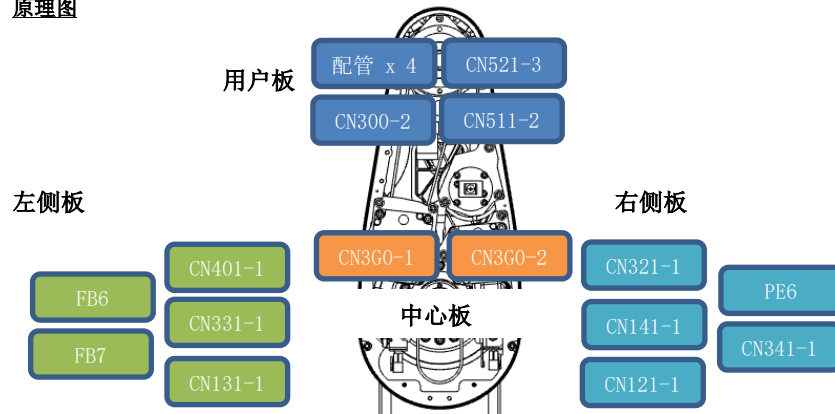 原理图
用户板
配管 x 4
CN521-3
CN300-2
CN511-2
左侧板
右侧板
CN401-1
CN3G0-1
CN3G0-2
CN321-1
FB6
PE6
CN331-1
中心板
CN141-1
FB7
CN341-1
CN131-1
CN121-1